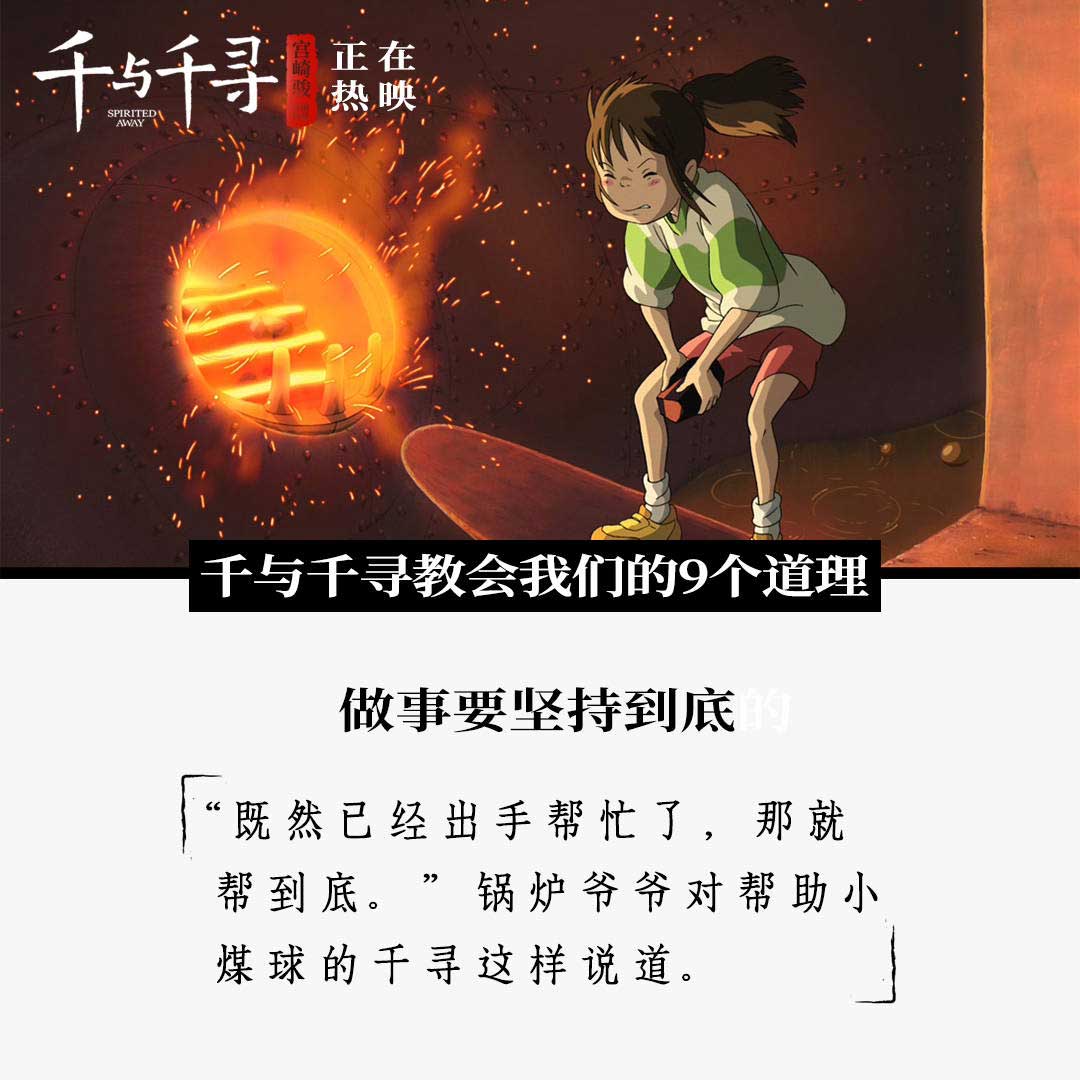 千与千寻
SPIRITED
AWAY
宫崎骏
正在
热映
千与千寻教会我们的9个道理
做事要坚持到底的
“既然已经出手帮忙了，那就
帮到底。”锅炉爷爷对帮助小
煤球的千寻这样说道。